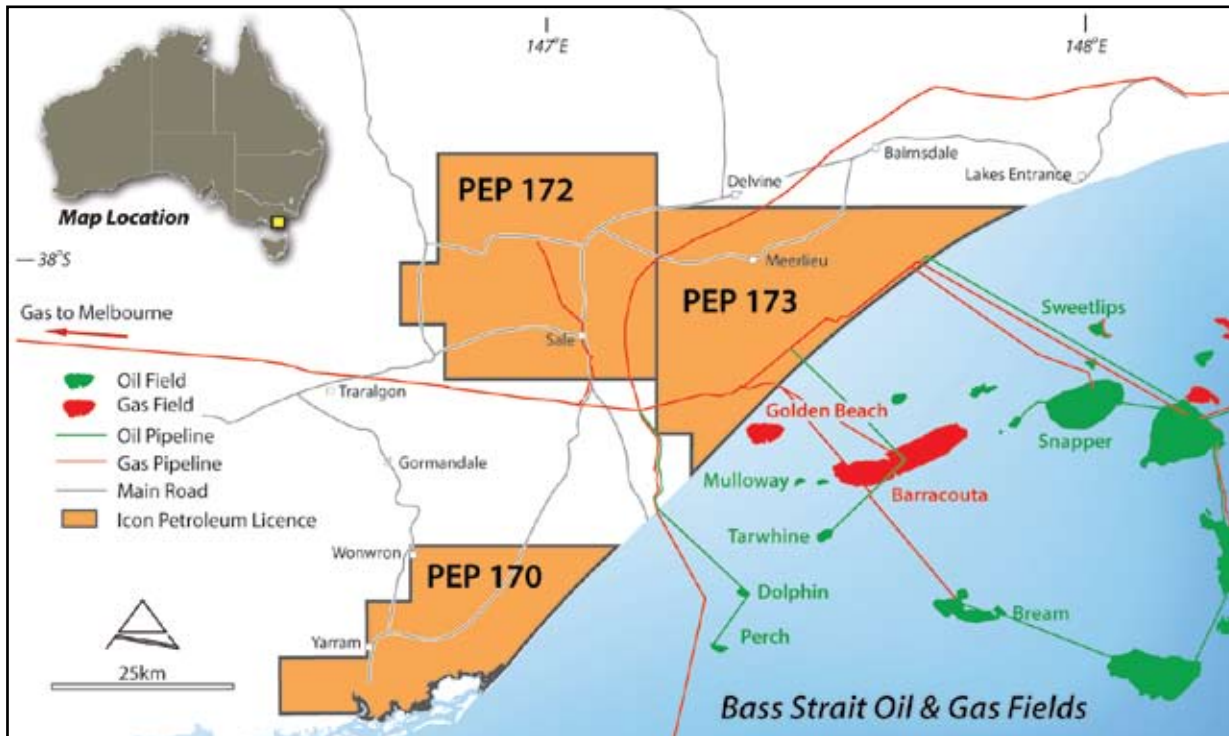 147°E
148°E
Map Location
PEP 172
Delvine
Bairnsdale
Lakes Entrance
38°S
Meerlieu
Gas to Melbourne
PEP 173
Sweetlips
Sale
Oil Field
Traralgon
Gas Field
Golden Beach
Oil Pipeline
Snapper
Gas Pipeline
Gormandale
Mulloway
Barracouta
Main Road
Icon Petroleum Licence
Tarwhine
Wonwron
PEP 170
Dolphin
Bream
Perch
Yarram
25km
Bass Strait Oil & Gas Fields